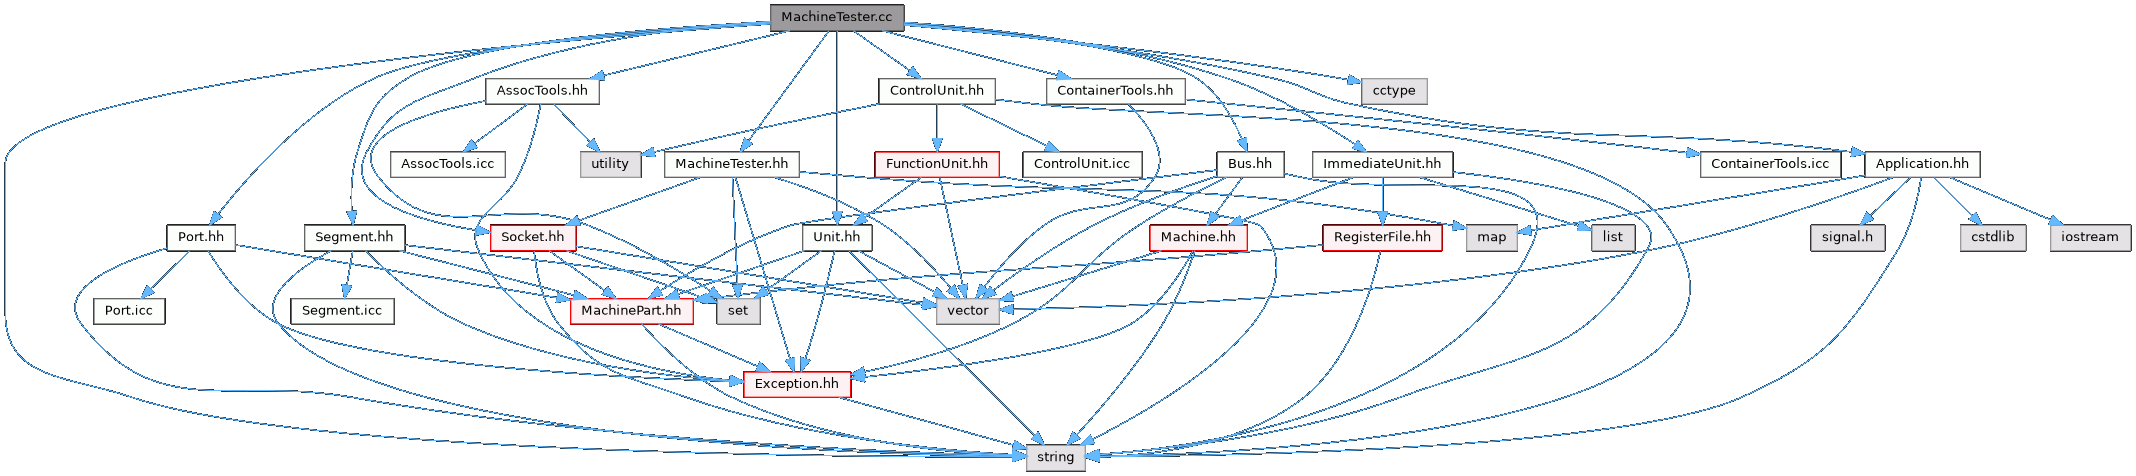 MachineTester.cc
AssocTools.hh
ControlUnit.hh
ContainerTools.hh
cctype
AssocTools.icc
utility
MachineTester.hh
FunctionUnit.hh
ControlUnit.icc
Bus.hh
ImmediateUnit.hh
ContainerTools.icc
Application.hh
Port.hh
Segment.hh
Socket.hh
Unit.hh
Machine.hh
RegisterFile.hh
map
list
signal.h
cstdlib
iostream
Port.icc
Segment.icc
MachinePart.hh
set
vector
Exception.hh
string